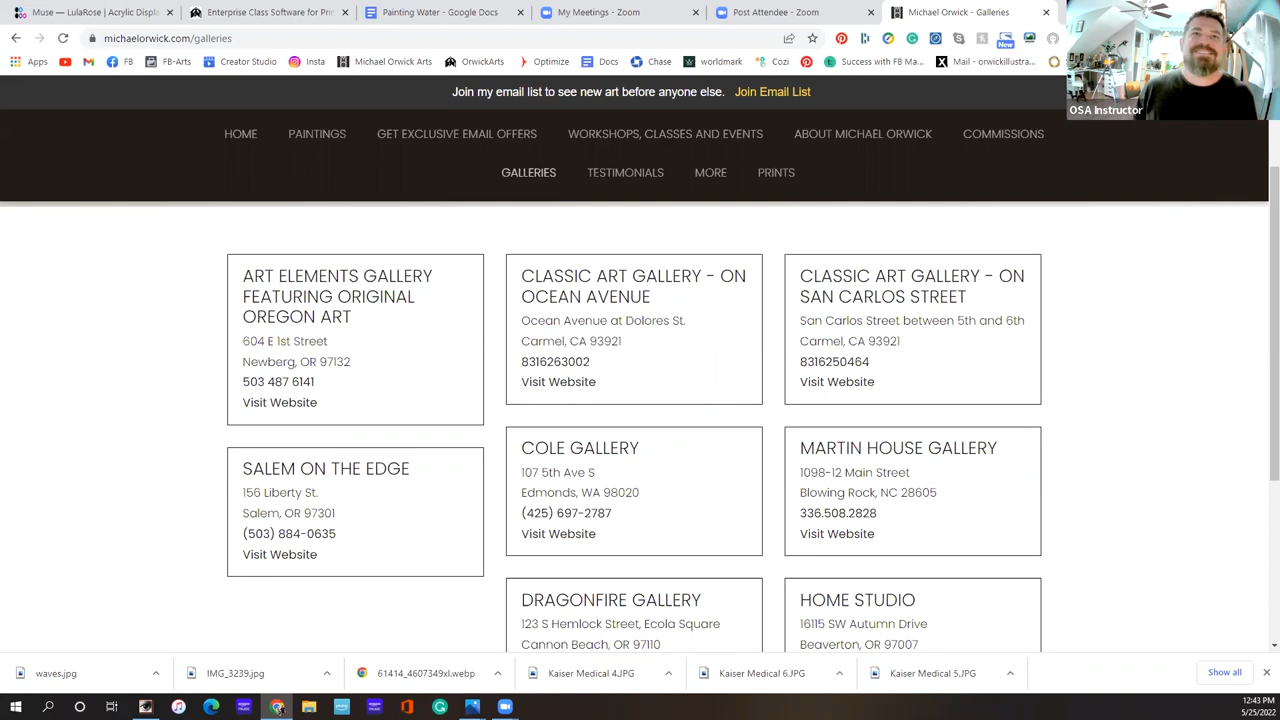 Muse — LulaRose | Acrylic Displa
Enterprise Class Software for Prin
Painting Water - Google Docs
My Meetings - Zoom
Post Attendee - Zoom
Michael Orwick - Galleries
michaelorwick.com/galleries
New
Apps
FB
FB-Arts
Creator Studio
Insta
Michael Orwick Arts
OrwickArts
Optimize
Docs
Chase
worldmark
Cozi
Success with FB Mar...
Mail - orwickillustra...
OSA Instructor
Join my email list to see new art before anyone else. Join Email List
HOME
PAINTINGS
GET EXCLUSIVE EMAIL OFFERS
WORKSHOPS, CLASSES AND EVENTS
ABOUT MICHAEL ORWICK
COMMISSIONS
GALLERIES
TESTIMONIALS
MORE
PRINTS
ART ELEMENTS GALLERY
FEATURING ORIGINAL
OREGON ART
604 E 1st Street
Newberg, OR 97132
503 487 6141
Visit Website
CLASSIC ART GALLERY - ON
OCEAN AVENUE
Ocean Avenue at Dolores St.
Carmel, CA 93921
8316263002
Visit Website
CLASSIC ART GALLERY - ON
SAN CARLOS STREET
San Carlos Street between 5th and 6th
Carmel, CA 93921
8316250464
Visit Website
SALEM ON THE EDGE
156 Liberty St.
Salem, OR 97301
(503) 884-0635
Visit Website
COLE GALLERY
107 5th Ave S
Edmonds, WA 98020
(425) 697-2787
Visit Website
MARTIN HOUSE GALLERY
1098-12 Main Street
Blowing Rock, NC 28605
336.508.2828
Visit Website
DRAGONFIRE GALLERY
123 S Hemlock Street, Ecola Square
Cannon Beach, OR 97110
HOME STUDIO
16115 SW Autumn Drive
Beaverton, OR 97007
waves.jpg
IMG_3239.jpg
61414_4607349xl.webp
Kaiser Medical 4.JPG
Kaiser Medical 6.JPG
Kaiser Medical 5.JPG
Show all
12:43 PM
5/25/2022